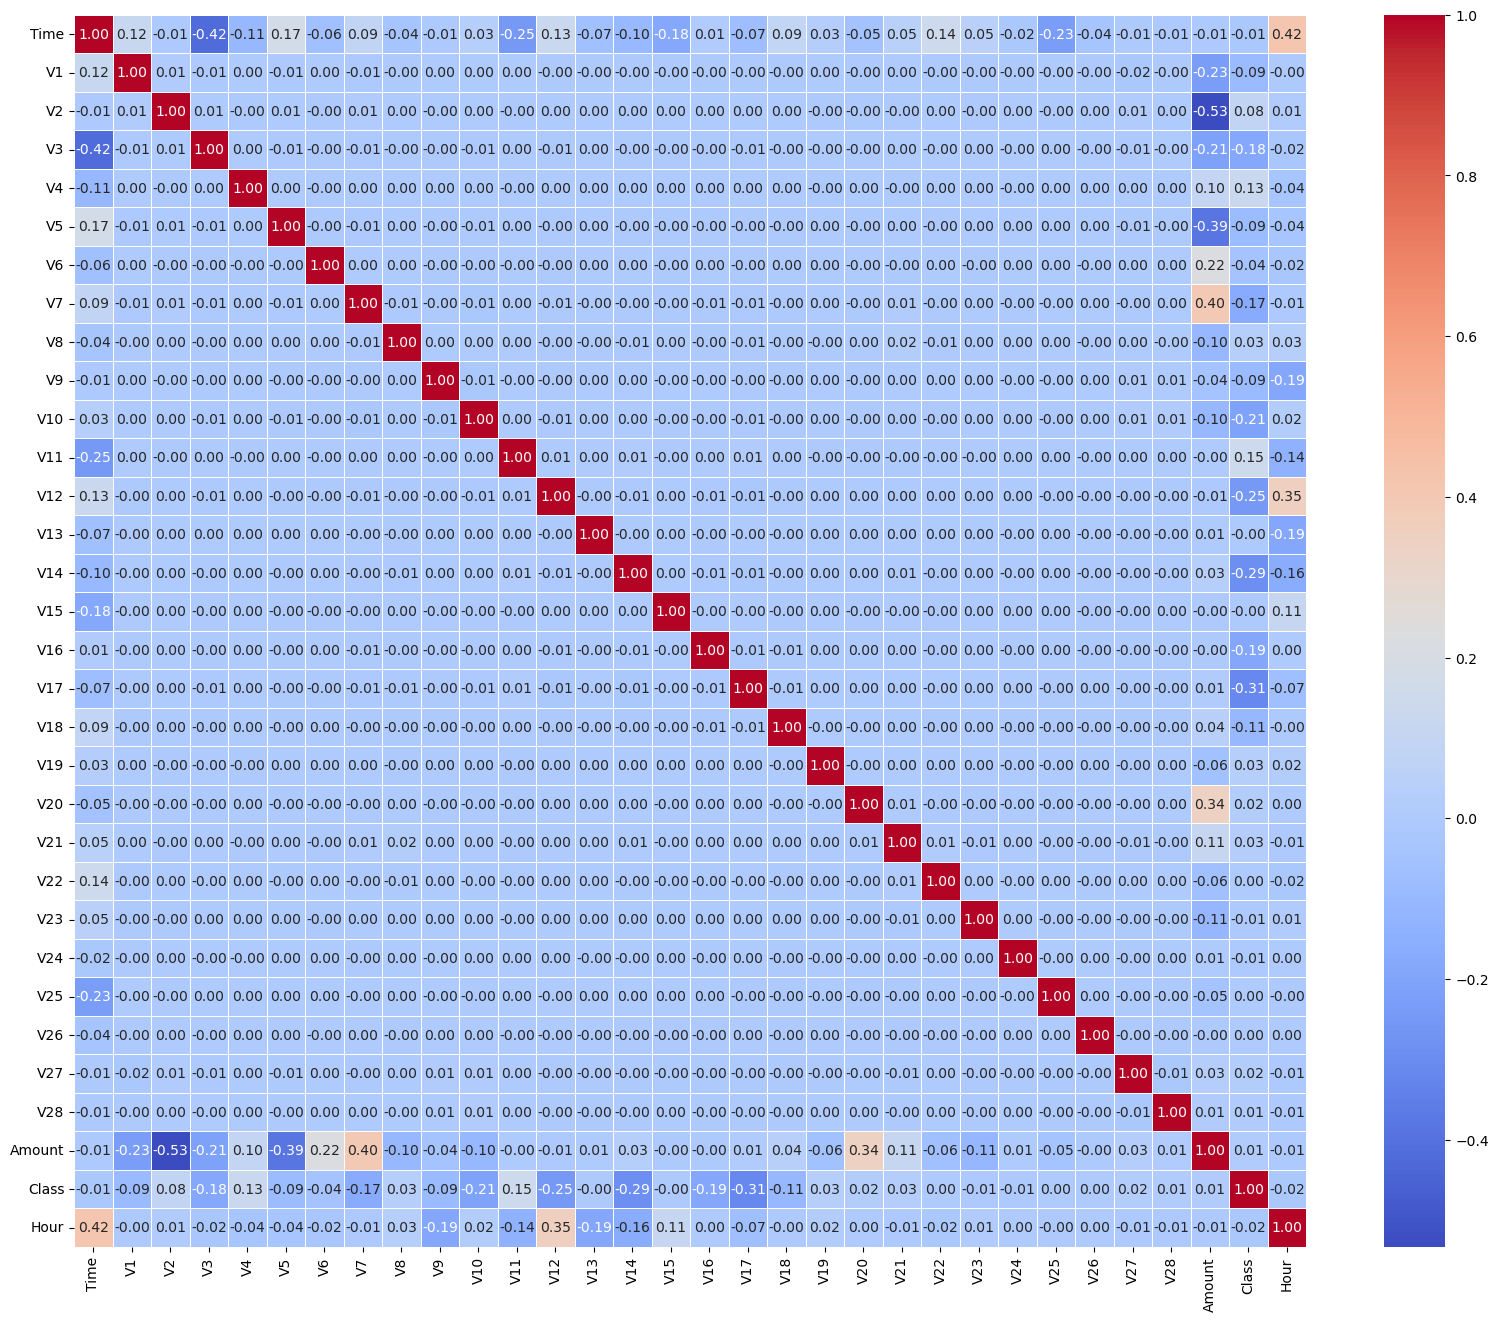 Time 1.00 0.12 -0.01 -0.42 -0.11 0.17 -0.06 0.09 -0.04 -0.01 0.03 -0.25 0.13 -0.07 -0.10 -0.18 0.01 -0.07 0.09 0.03 -0.05 0.05 0.14 0.05 -0.02 -0.23 -0.04 -0.01 -0.01 -0.01 -0.01 0.42
V1 0.12 1.00 0.01 -0.01 0.00 -0.01 0.00 -0.01 -0.00 0.00 0.00 0.00 -0.00 -0.00 -0.00 -0.00 -0.00 -0.00 -0.00 0.00 -0.00 0.00 -0.00 -0.00 -0.00 -0.00 -0.00 -0.02 -0.00 -0.23 -0.09 -0.00
V2 -0.01 0.01 1.00 0.01 -0.00 0.01 -0.00 0.01 0.00 -0.00 0.00 -0.00 0.00 0.00 -0.00 0.00 0.00 0.00 0.00 -0.00 -0.00 -0.00 0.00 -0.00 0.00 -0.00 0.00 0.01 0.00 -0.53 0.08 0.01
V3 -0.42 -0.01 0.01 1.00 0.00 -0.01 -0.00 -0.01 -0.00 -0.00 -0.01 0.00 -0.01 0.00 -0.00 0.00 -0.00 -0.01 -0.00 0.00 -0.00 0.00 -0.00 0.00 -0.00 0.00 -0.00 -0.01 -0.00 -0.21 -0.18 -0.02
V4 -0.11 0.00 -0.00 0.00 1.00 0.00 -0.00 0.00 0.00 0.00 0.00 -0.00 0.00 0.00 0.00 0.00 0.00 0.00 0.00 -0.00 0.00 -0.00 0.00 0.00 0.00 0.00 0.00 0.00 0.00 0.10 0.13 -0.04
V5 0.17 -0.01 0.01 -0.01 0.00 1.00 -0.00 -0.01 0.00 -0.00 -0.01 0.00 -0.00 0.00 -0.00 0.00 -0.00 -0.00 -0.00 0.00 -0.00 0.00 -0.00 0.00 -0.00 0.00 0.00 -0.01 -0.00 -0.39 -0.09 -0.04
V6 -0.06 0.00 -0.00 -0.00 -0.00 -0.00 1.00 0.00 0.00 -0.00 0.00 -0.00 0.00 -0.00 0.00 -0.00 0.00 0.00 0.00 -0.00 0.00 -0.00 0.00 -0.00 0.00 -0.00 -0.00 0.00 -0.00 0.22 -0.04 -0.02
V7 0.09 -0.01 0.01 -0.01 0.00 -0.01 0.00 1.00 -0.01 -0.00 -0.01 0.00 -0.01 0.00 -0.00 -0.00 -0.01 -0.01 -0.00 0.00 -0.00 0.01 -0.00 0.00 -0.00 0.00 -0.00 -0.00 0.00 0.40 -0.17 -0.01
V8 -0.04 -0.00 0.00 -0.00 0.00 0.00 0.00 -0.01 1.00 0.00 0.00 0.00 0.00 -0.00 -0.01 0.00 -0.00 -0.01 -0.00 0.00 0.00 0.02 -0.01 0.00 -0.00 0.00 0.00 0.00 -0.00 -0.10 0.03 0.03
V9 -0.01 0.00 -0.00 -0.00 0.00 -0.00 -0.00 -0.00 0.00 1.00 -0.01 -0.00 -0.00 0.00 0.00 -0.00 -0.00 0.00 0.00 0.00 -0.00 0.00 0.00 0.00 -0.00 0.00 0.00 0.01 0.01 -0.04 -0.09 -0.19
V10 0.03 0.00 0.00 -0.01 0.00 -0.01 0.00 -0.01 0.00 -0.01 1.00 0.00 -0.01 0.00 0.00 0.00 -0.00 -0.01 0.00 0.00 -0.00 0.00 -0.00 0.00 0.00 -0.00 0.00 0.01 0.01 -0.10 -0.21 0.02
V11 -0.25 0.00 -0.00 0.00 -0.00 0.00 -0.00 0.00 0.00 -0.00 0.00 1.00 0.01 0.00 0.01 -0.00 0.00 0.01 0.00 -0.00 0.00 0.00 0.00 -0.00 0.00 -0.00 -0.00 0.00 0.00 -0.00 0.15 -0.14
V12 0.13 -0.00 0.00 -0.01 0.00 -0.00 0.00 -0.01 0.00 -0.00 -0.01 0.01 1.00 -0.00 -0.01 0.00 -0.01 -0.01 -0.00 0.00 0.00 0.00 0.00 0.00 0.00 -0.00 -0.00 -0.00 -0.00 -0.01 -0.25 0.35
V13 -0.07 -0.00 0.00 0.00 0.00 0.00 -0.00 0.00 -0.00 0.00 0.00 0.00 -0.00 1.00 -0.00 0.00 0.00 -0.00 -0.00 -0.00 0.00 -0.00 0.00 0.00 -0.00 0.00 -0.00 -0.00 -0.00 0.01 -0.00 -0.19
V14 -0.10 -0.00 -0.00 -0.00 0.00 -0.00 0.00 -0.00 -0.01 0.00 0.00 0.01 -0.01 -0.00 1.00 0.00 -0.01 -0.01 -0.00 0.00 0.00 0.01 -0.00 0.00 -0.00 0.00 -0.00 -0.00 -0.00 0.03 -0.29 -0.16
V15 -0.18 -0.00 0.00 0.00 0.00 0.00 -0.00 -0.00 0.00 -0.00 0.00 -0.00 0.00 0.00 0.00 1.00 -0.00 -0.00 -0.00 0.00 -0.00 0.00 -0.00 -0.00 0.00 -0.00 0.00 -0.00 -0.00 -0.00 -0.00 0.11
V16 0.01 -0.00 0.00 -0.00 0.00 -0.00 0.00 -0.01 -0.00 -0.00 -0.00 0.00 -0.01 0.00 -0.01 -0.00 1.00 -0.01 -0.01 0.00 0.00 -0.00 0.00 0.00 -0.00 0.00 -0.00 0.00 0.00 -0.00 -0.19 0.00
V17 -0.07 -0.00 0.00 -0.01 0.00 -0.00 0.00 -0.01 -0.01 0.00 -0.01 0.01 -0.01 -0.00 -0.01 -0.00 -0.01 1.00 -0.01 0.00 0.00 0.00 -0.00 0.00 -0.00 0.00 0.00 -0.00 -0.00 0.01 -0.31 -0.07
V18 0.09 -0.00 0.00 -0.00 0.00 -0.00 0.00 -0.00 -0.00 0.00 0.00 0.00 -0.00 -0.00 -0.00 -0.00 -0.01 -0.01 1.00 -0.00 -0.00 0.00 -0.00 0.00 -0.00 0.00 0.00 -0.00 -0.00 0.04 -0.11 -0.00
V19 0.03 0.00 -0.00 0.00 -0.00 0.00 -0.00 0.00 0.00 0.00 0.00 -0.00 0.00 -0.00 0.00 0.00 0.00 0.00 -0.00 1.00 -0.00 -0.00 0.00 0.00 0.00 -0.00 0.00 -0.00 -0.00 -0.06 0.03 0.02
V20 -0.05 -0.00 -0.00 -0.00 0.00 -0.00 0.00 -0.00 0.00 -0.00 -0.00 0.00 0.00 0.00 0.00 -0.00 0.00 0.00 -0.00 -0.00 1.00 0.01 -0.00 -0.00 -0.00 0.00 -0.00 -0.00 0.00 0.34 0.02 0.00
V21 0.05 0.00 -0.00 0.00 -0.00 0.00 -0.00 0.01 0.02 0.00 0.00 0.00 0.00 -0.00 0.01 0.00 -0.00 0.00 0.00 -0.00 0.01 1.00 0.01 -0.01 0.00 -0.00 -0.00 -0.01 -0.00 0.11 0.03 -0.01
V22 0.14 -0.00 0.00 -0.00 0.00 -0.00 0.00 -0.00 -0.01 0.00 -0.00 0.00 0.00 0.00 -0.00 -0.00 0.00 -0.00 -0.00 0.00 -0.00 0.01 1.00 0.00 -0.00 -0.00 -0.00 0.00 0.00 -0.06 0.00 -0.02
V23 0.05 -0.00 -0.00 0.00 0.00 0.00 -0.00 0.00 0.00 0.00 0.00 -0.00 0.00 0.00 0.00 -0.00 0.00 0.00 0.00 0.00 -0.00 -0.01 0.00 1.00 0.00 -0.00 -0.00 -0.00 -0.00 -0.11 -0.01 0.01
V24 -0.02 -0.00 0.00 -0.00 0.00 -0.00 0.00 -0.00 -0.00 -0.00 0.00 0.00 0.00 -0.00 -0.00 0.00 -0.00 -0.00 -0.00 0.00 -0.00 0.00 -0.00 0.00 1.00 -0.00 0.00 -0.00 0.00 0.01 -0.01 0.00
V25 -0.23 -0.00 -0.00 0.00 0.00 0.00 -0.00 0.00 0.00 0.00 -0.00 -0.00 -0.00 0.00 0.00 -0.00 0.00 0.00 0.00 -0.00 0.00 -0.00 -0.00 -0.00 -0.00 1.00 0.00 -0.00 -0.00 -0.05 0.00 -0.00
V26 -0.04 -0.00 0.00 -0.00 0.00 0.00 -0.00 -0.00 0.00 0.00 0.00 -0.00 -0.00 -0.00 -0.00 0.00 -0.00 0.00 0.00 0.00 -0.00 -0.00 -0.00 -0.00 0.00 0.00 1.00 -0.00 -0.00 -0.00 0.00 0.00
V27 -0.01 -0.02 0.01 -0.01 0.00 -0.01 0.00 -0.00 0.00 0.01 0.01 0.00 -0.00 -0.00 -0.00 -0.00 0.00 -0.00 -0.00 -0.00 -0.00 -0.01 0.00 -0.00 -0.00 -0.00 -0.00 1.00 -0.01 0.03 0.02 -0.01
V28 -0.01 -0.00 0.00 -0.00 0.00 -0.00 -0.00 0.00 -0.00 0.01 0.01 0.00 -0.00 -0.00 -0.00 -0.00 0.00 -0.00 -0.00 -0.00 0.00 -0.00 0.00 -0.00 0.00 -0.00 -0.00 -0.01 1.00 0.01 0.01 -0.01
Amount -0.01 -0.23 -0.53 -0.21 0.10 -0.39 0.22 0.40 -0.10 -0.04 -0.10 -0.00 -0.01 0.01 0.03 -0.00 -0.00 0.01 0.04 -0.06 0.34 0.11 -0.06 -0.11 0.01 -0.05 -0.00 0.03 0.01 1.00 0.01 -0.01
Class -0.01 -0.09 0.08 -0.18 0.13 -0.09 -0.04 -0.17 0.03 -0.09 -0.21 0.15 -0.25 -0.00 -0.29 -0.00 -0.19 -0.31 -0.11 0.03 0.02 0.03 0.00 -0.01 -0.01 0.00 0.00 0.02 0.01 0.01 1.00 -0.02
Hour 0.42 -0.00 0.01 -0.02 -0.04 -0.04 -0.02 -0.01 0.03 -0.19 0.02 -0.14 0.35 -0.19 -0.16 0.11 0.00 -0.07 -0.00 0.02 0.00 -0.01 -0.02 0.01 0.00 -0.00 0.00 -0.01 -0.01 -0.01 -0.02 1.00
Time V1 V2 V3 V4 V5 V6 V7 V8 V9 V10 V11 V12 V13 V14 V15 V16 V17 V18 V19 V20 V21 V22 V23 V24 V25 V26 V27 V28 Amount Class Hour
1.0
0.8
0.6
0.4
0.2
0.0
−0.2
−0.4